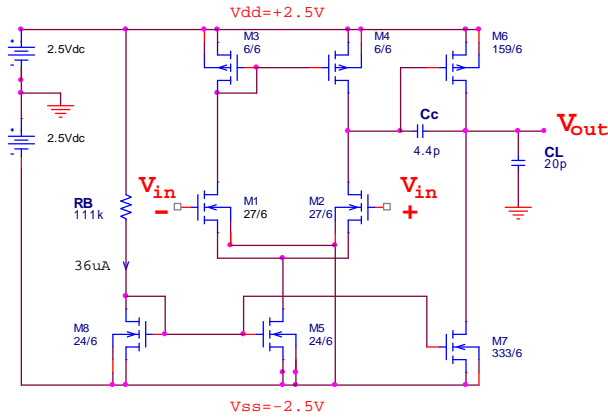 Vdd=+2.5V
M3
6/6
M4
6/6
M6
159/6
2.5Vdc
+
-
Cc
4.4p
Vout
2.5Vdc
+
-
CL
20p
Vin
-
M1
27/6
M2
27/6
Vin
+
RB
111k
36uA
M8
24/6
M5
24/6
M7
333/6
Vss=-2.5V